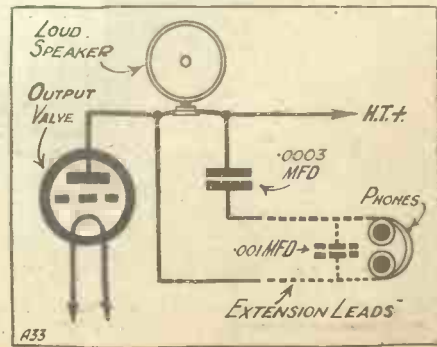 LOUD
SPEAKER
OUTPUT
VALVE
H.T.+.
.0003
MFD
PHONES
.001 MFD
EXTENSION LEADS
A33